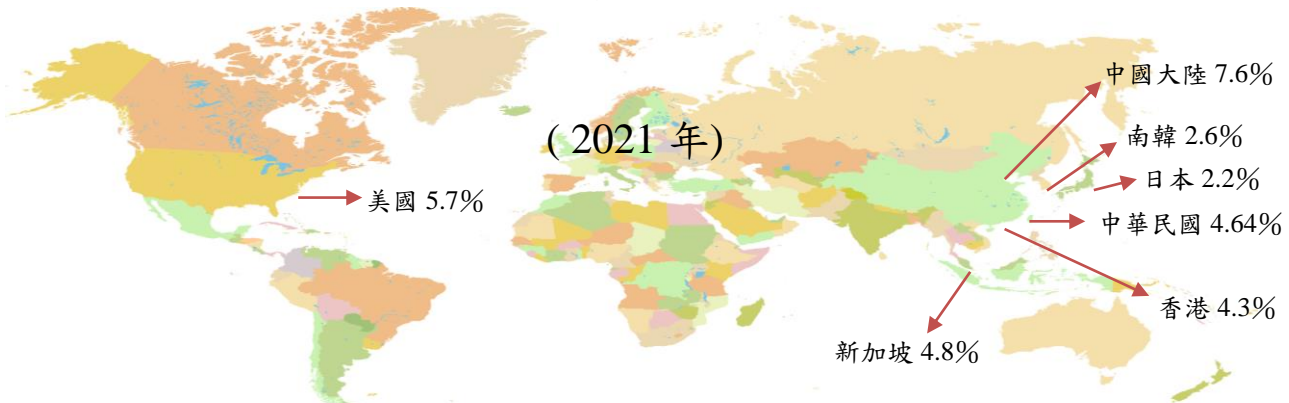 中國大陸 7.6%
(2021 年)
南韓 2.6%
日本 2.2%
美國 5.7%
中華民國 4.64%
香港 4.3%
新加坡 4.8%